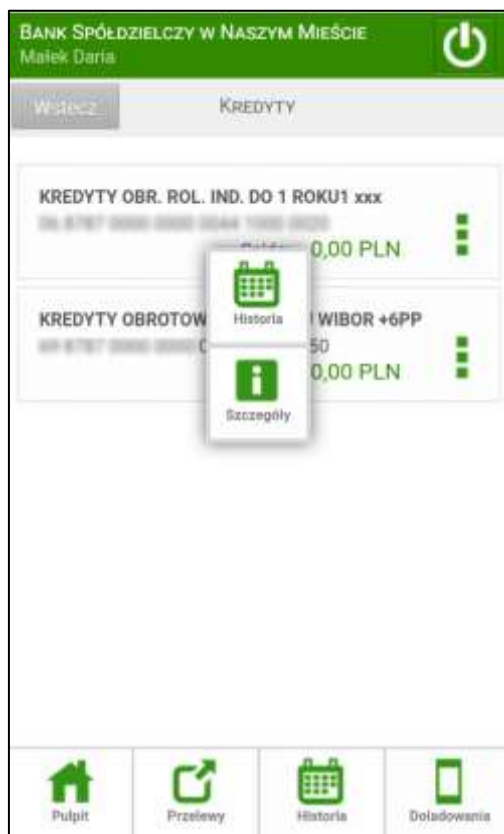 BANK SPÓŁDZIELCZY W NASZYM MIEŚCIE
Małek Daria
Wstecz
KREDYTY
KREDYTY OBR. ROL. IND. DO 1 ROKU1 xxx
0,00 PLN
Historia
KREDYTY OBROTOW WIBOR +6PP
50
0,00 PLN
Szczegóły
Pulpit
Przelewy
Historia
Doładowania